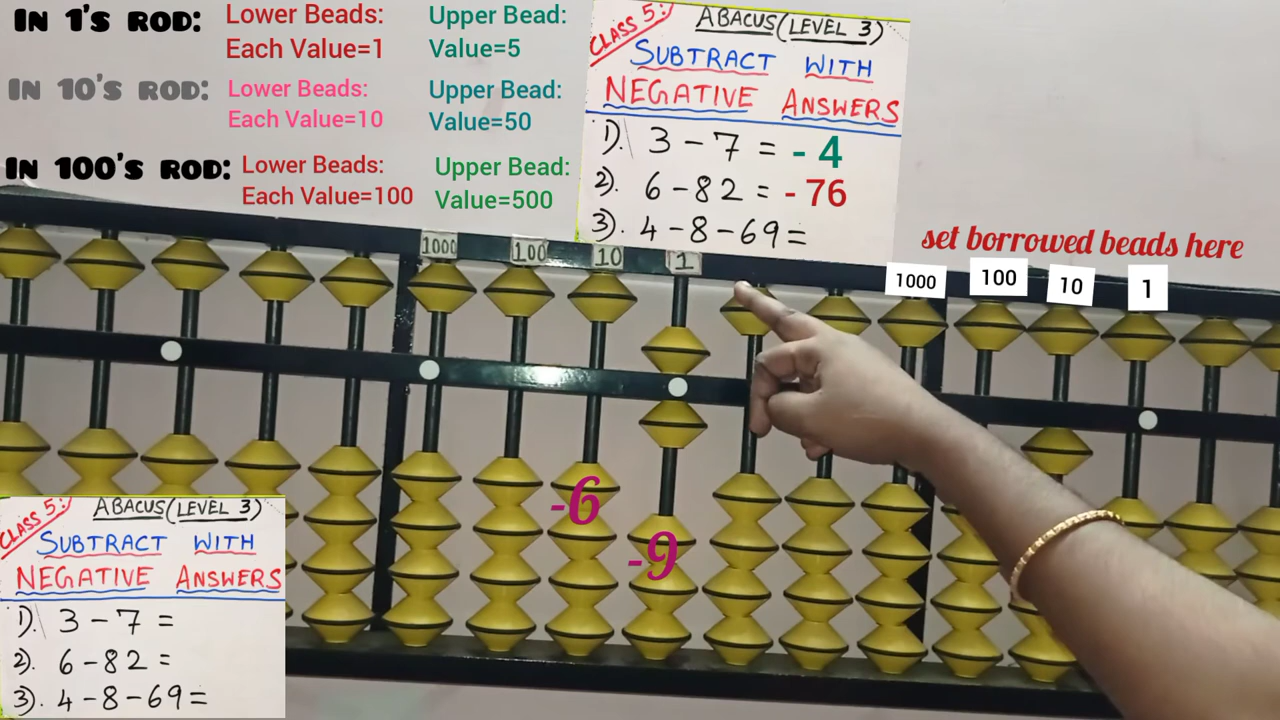 In 1's rod: Lower Beads: Upper Bead:
Each Value=1 Value=5
In 10's rod: Lower Beads: Upper Bead:
Each Value=10 Value=50
In 100's rod: Lower Beads: Upper Bead:
Each Value=100 Value=500
CLASS 5: ABACUS (LEVEL 3)
SUBTRACT WITH
NEGATIVE ANSWERS
1). 3 - 7 = - 4
2). 6 - 82 = - 76
3). 4 - 8 - 69 =
set borrowed beads here
1000 100 10 1
1000 100 10 1
-6
-9
CLASS 5: ABACUS (LEVEL 3)
SUBTRACT WITH
NEGATIVE ANSWERS
1). 3 - 7 =
2). 6 - 82 =
3). 4 - 8 - 69 =